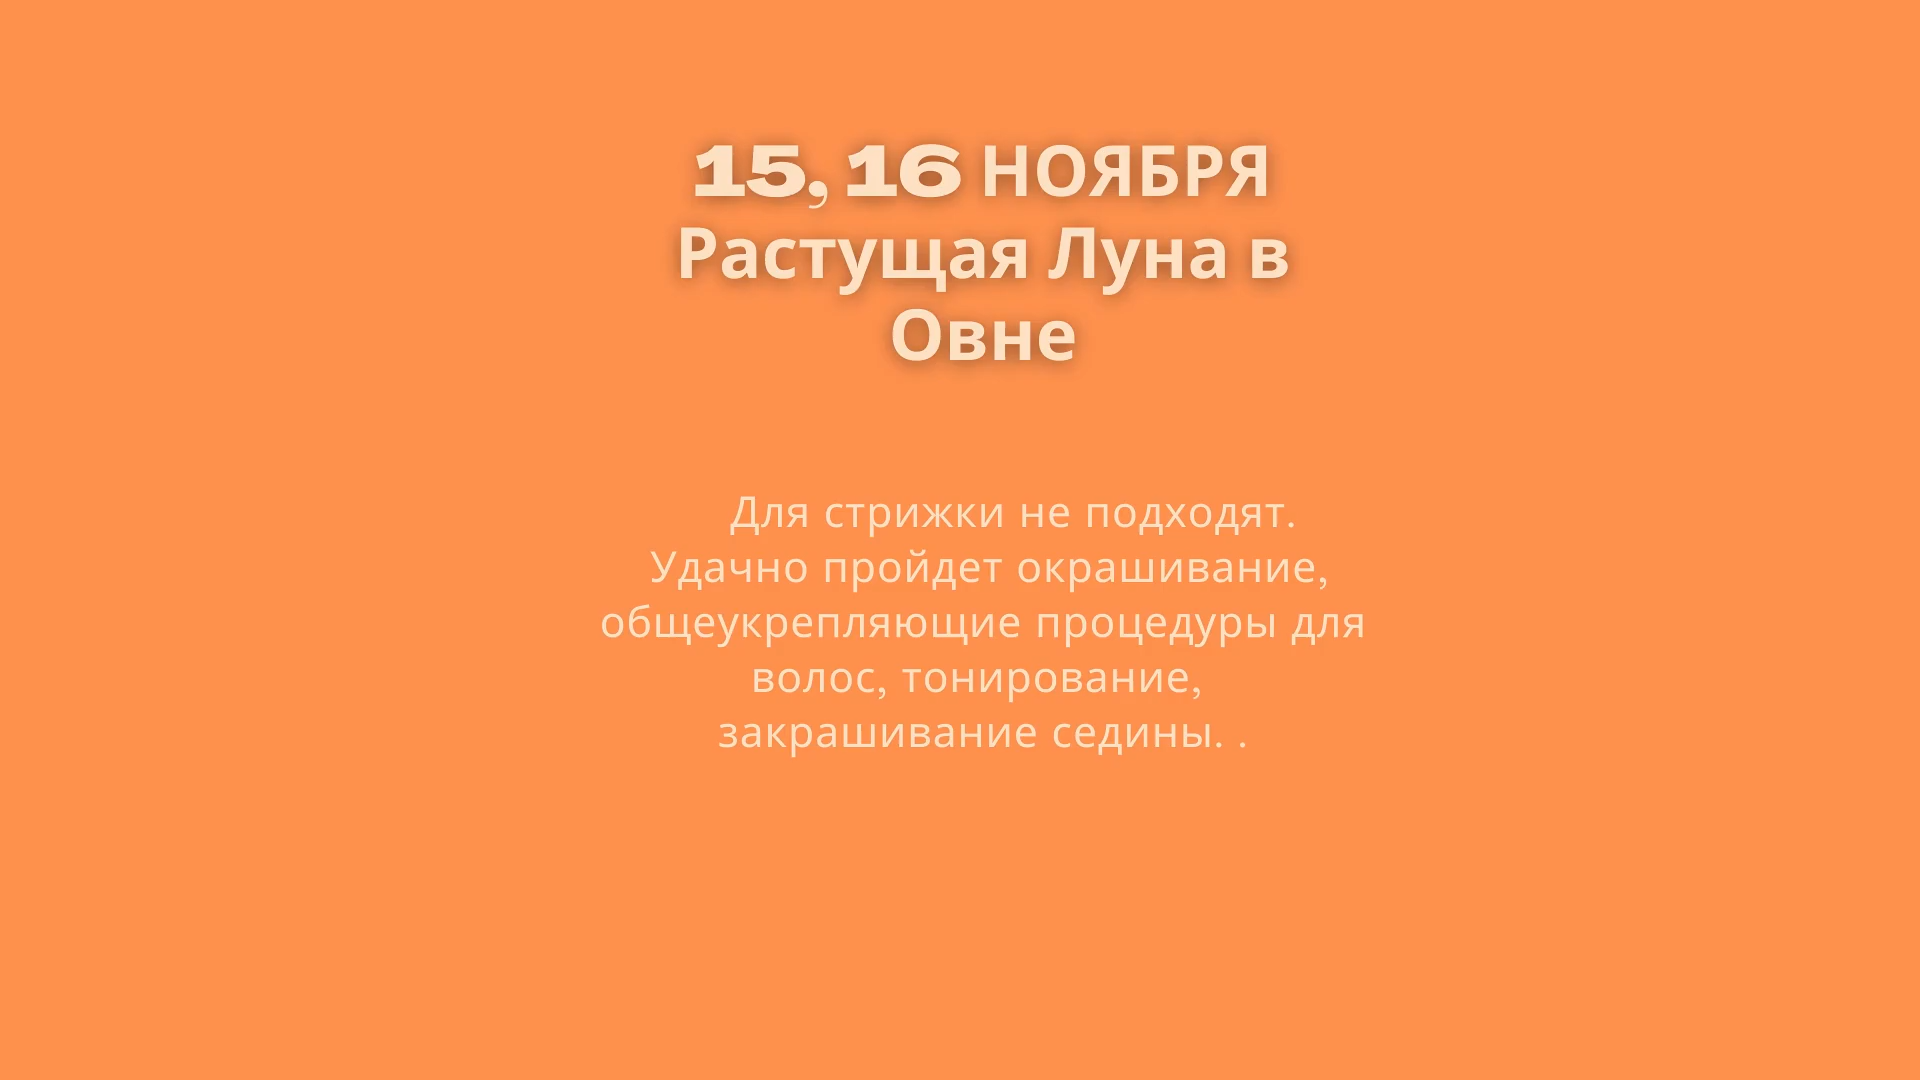 15, 16 НОЯБРЯ
Растущая Луна в
Овне
Для стрижки не подходят.
Удачно пройдет окрашивание,
общеукрепляющие процедуры для
волос, тонирование,
закрашивание седины. .